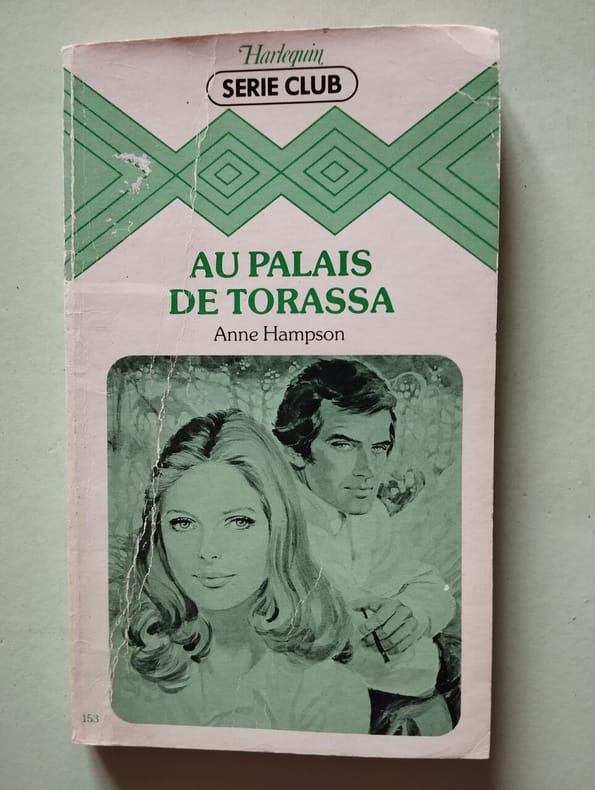 Harlequin
SERIE CLUB
AU PALAIS
DE TORASSA
Anne Hampson
153